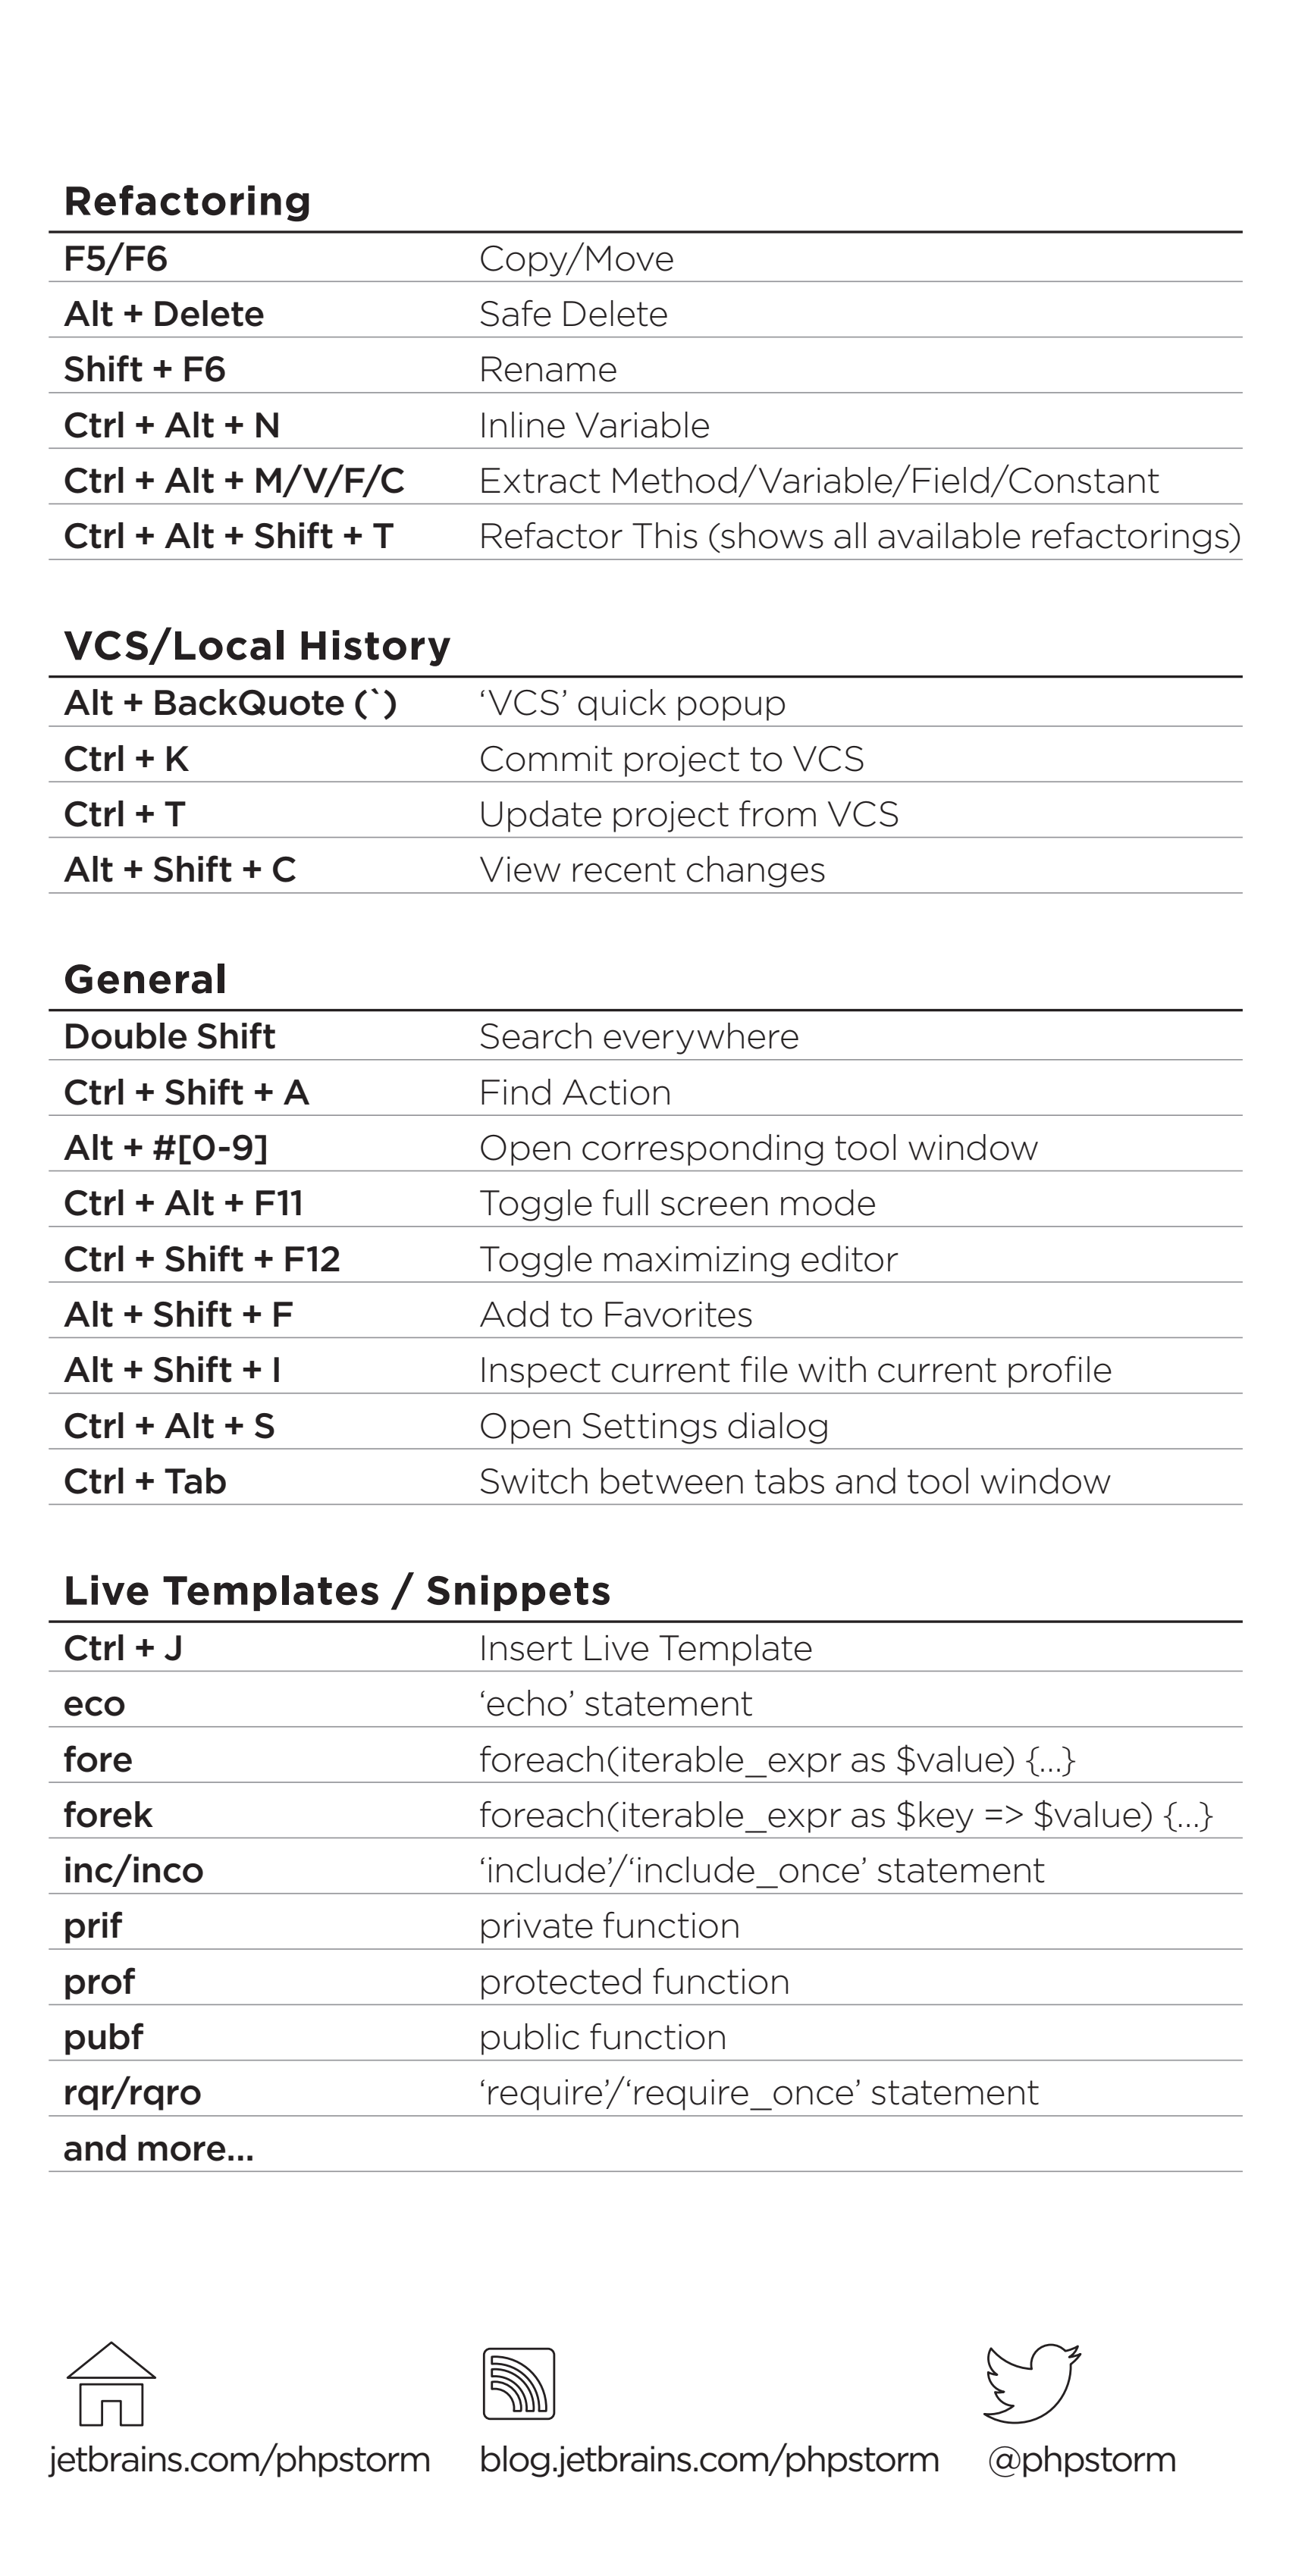 Refactoring
F5/F6 Copy/Move
Alt + Delete Safe Delete
Shift + F6 Rename
Ctrl + Alt + N Inline Variable
Ctrl + Alt + M/V/F/C Extract Method/Variable/Field/Constant
Ctrl + Alt + Shift + T Refactor This (shows all available refactorings)
VCS/Local History
Alt + BackQuote (`) ‘VCS’ quick popup
Ctrl + K Commit project to VCS
Ctrl + T Update project from VCS
Alt + Shift + C View recent changes
General
Double Shift Search everywhere
Ctrl + Shift + A Find Action
Alt + #[0-9] Open corresponding tool window
Ctrl + Alt + F11 Toggle full screen mode
Ctrl + Shift + F12 Toggle maximizing editor
Alt + Shift + F Add to Favorites
Alt + Shift + I Inspect current file with current profile
Ctrl + Alt + S Open Settings dialog
Ctrl + Tab Switch between tabs and tool window
Live Templates / Snippets
Ctrl + J Insert Live Template
eco ‘echo’ statement
fore foreach(iterable_expr as $value) {...}
forek foreach(iterable_expr as $key => $value) {...}
inc/inco ‘include’/‘include_once’ statement
prif private function
prof protected function
pubf public function
rqr/rqro ‘require’/‘require_once’ statement
and more...
jetbrains.com/phpstorm blog.jetbrains.com/phpstorm @phpstorm